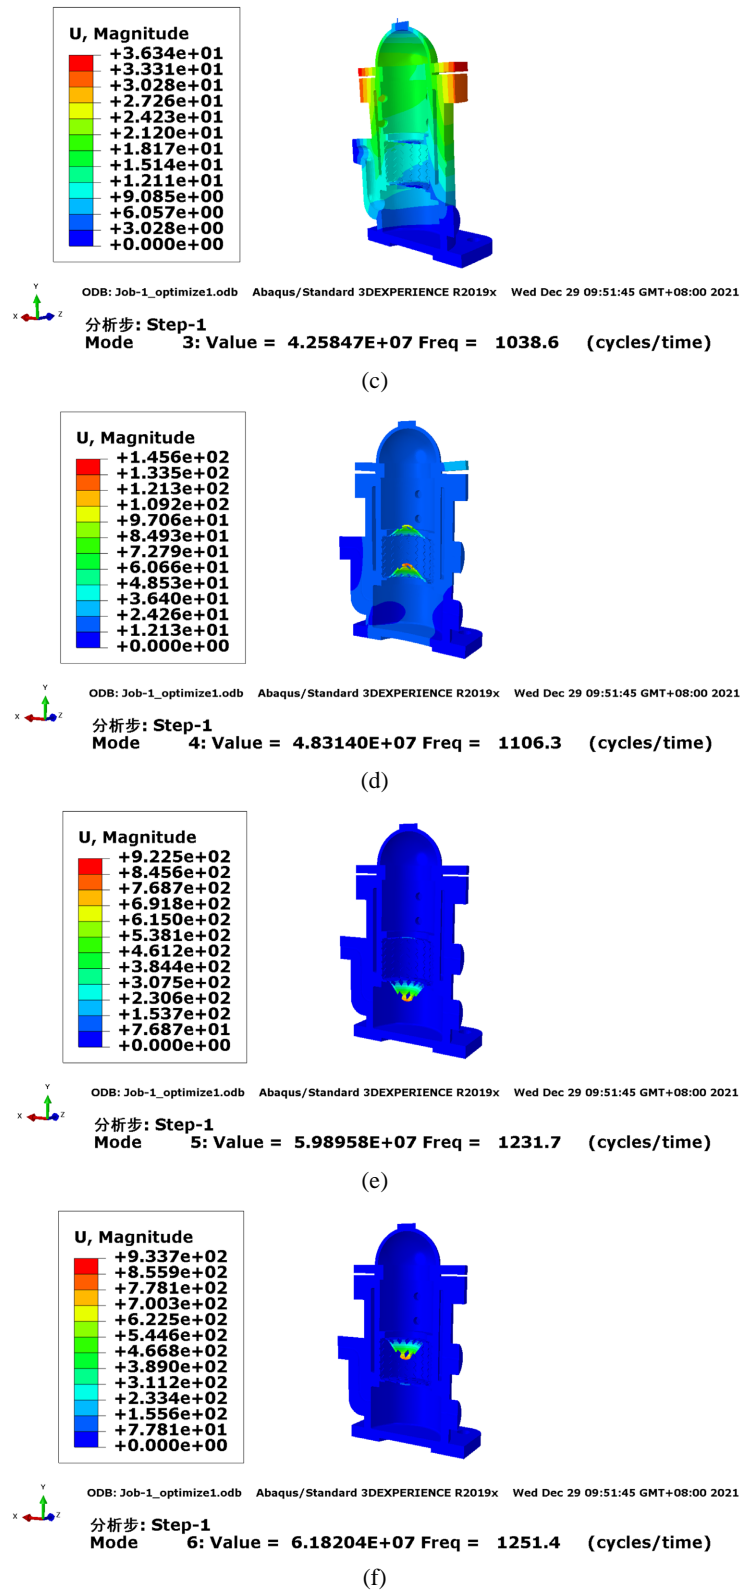 U, Magnitude
+3.634e+01
+3.331e+01
+3.028e+01
+2.726e+01
+2.423e+01
+2.120e+01
+1.817e+01
+1.514e+01
+1.211e+01
+9.085e+00
+6.057e+00
+3.028e+00
+0.000e+00
Y
X Z
ODB: Job-1_optimize1.odb Abaqus/Standard 3DEXPERIENCE R2019x Wed Dec 29 09:51:45 GMT+08:00 2021
分析步: Step-1
Mode 3: Value = 4.25847E+07 Freq = 1038.6 (cycles/time)
(c)
U, Magnitude
+1.456e+02
+1.335e+02
+1.213e+02
+1.092e+02
+9.706e+01
+8.493e+01
+7.279e+01
+6.066e+01
+4.853e+01
+3.640e+01
+2.426e+01
+1.213e+01
+0.000e+00
Y
X Z
ODB: Job-1_optimize1.odb Abaqus/Standard 3DEXPERIENCE R2019x Wed Dec 29 09:51:45 GMT+08:00 2021
分析步: Step-1
Mode 4: Value = 4.83140E+07 Freq = 1106.3 (cycles/time)
(d)
U, Magnitude
+9.225e+02
+8.456e+02
+7.687e+02
+6.918e+02
+6.150e+02
+5.381e+02
+4.612e+02
+3.844e+02
+3.075e+02
+2.306e+02
+1.537e+02
+7.687e+01
+0.000e+00
Y
X Z
ODB: Job-1_optimize1.odb Abaqus/Standard 3DEXPERIENCE R2019x Wed Dec 29 09:51:45 GMT+08:00 2021
分析步: Step-1
Mode 5: Value = 5.98958E+07 Freq = 1231.7 (cycles/time)
(e)
U, Magnitude
+9.337e+02
+8.559e+02
+7.781e+02
+7.003e+02
+6.225e+02
+5.446e+02
+4.668e+02
+3.890e+02
+3.112e+02
+2.334e+02
+1.556e+02
+7.781e+01
+0.000e+00
Y
X Z
ODB: Job-1_optimize1.odb Abaqus/Standard 3DEXPERIENCE R2019x Wed Dec 29 09:51:45 GMT+08:00 2021
分析步: Step-1
Mode 6: Value = 6.18204E+07 Freq = 1251.4 (cycles/time)
(f)